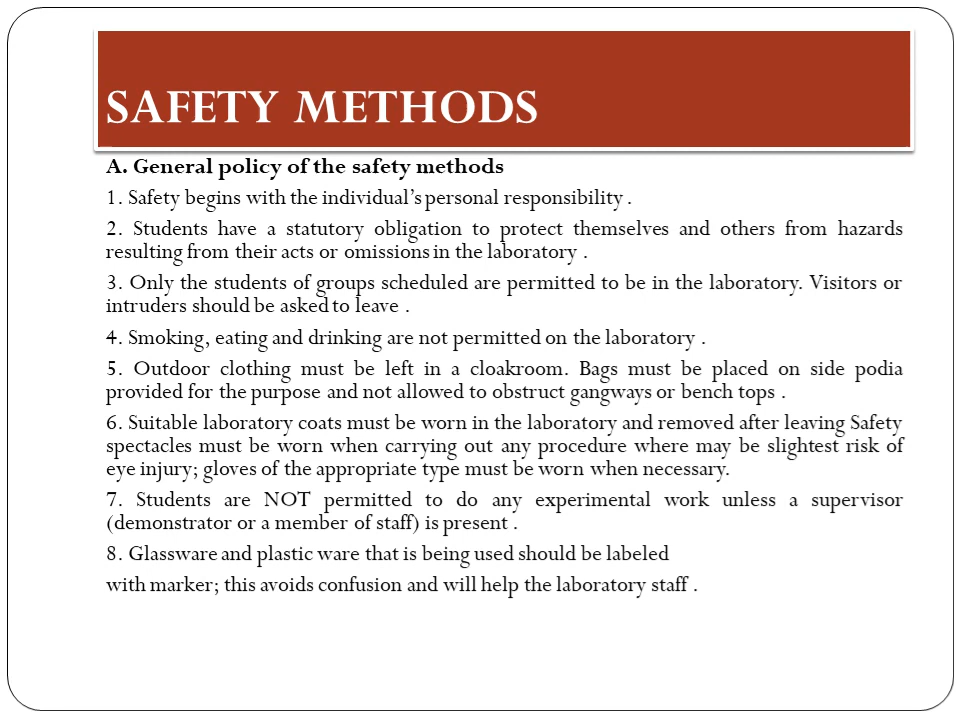 SAFETY METHODS
A. General policy of the safety methods
1. Safety begins with the individual’s personal responsibility .
2. Students have a statutory obligation to protect themselves and others from hazards
resulting from their acts or omissions in the laboratory .
3. Only the students of groups scheduled are permitted to be in the laboratory. Visitors or
intruders should be asked to leave .
4. Smoking, eating and drinking are not permitted on the laboratory .
5. Outdoor clothing must be left in a cloakroom. Bags must be placed on side podia
provided for the purpose and not allowed to obstruct gangways or bench tops .
6. Suitable laboratory coats must be worn in the laboratory and removed after leaving Safety
spectacles must be worn when carrying out any procedure where may be slightest risk of
eye injury; gloves of the appropriate type must be worn when necessary.
7. Students are NOT permitted to do any experimental work unless a supervisor
(demonstrator or a member of staff) is present .
8. Glassware and plastic ware that is being used should be labeled
with marker; this avoids confusion and will help the laboratory staff .